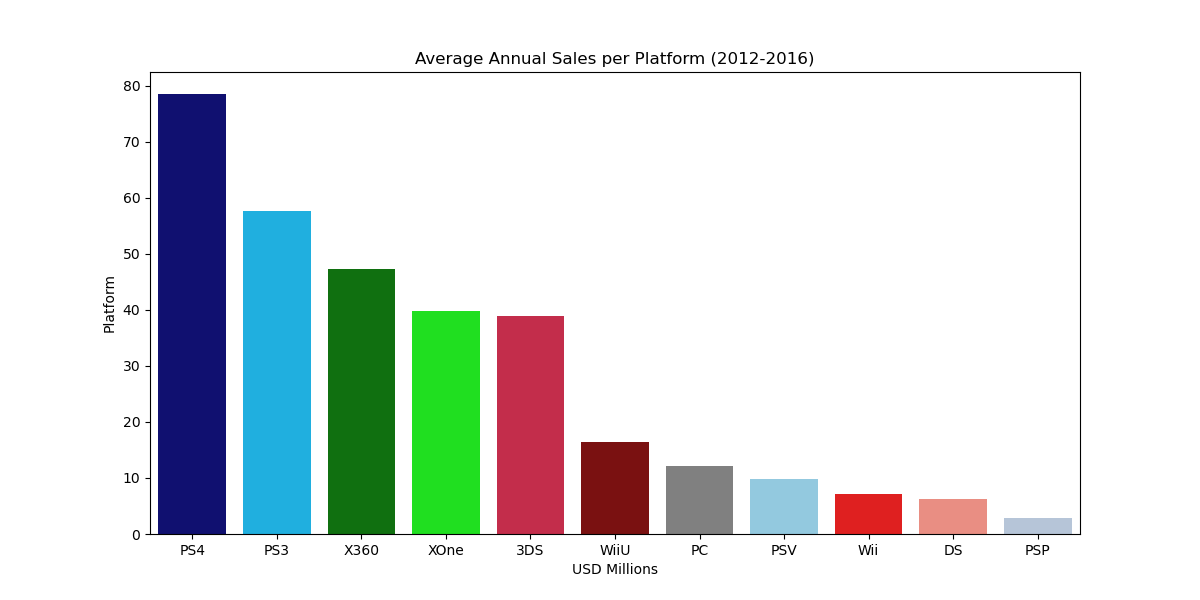 Average Annual Sales per Platform (2012-2016)
80
70
60
50
40
30
20
10
0
Platform
PS4 PS3 X360 XOne 3DS WiiU PC PSV Wii DS PSP
USD Millions